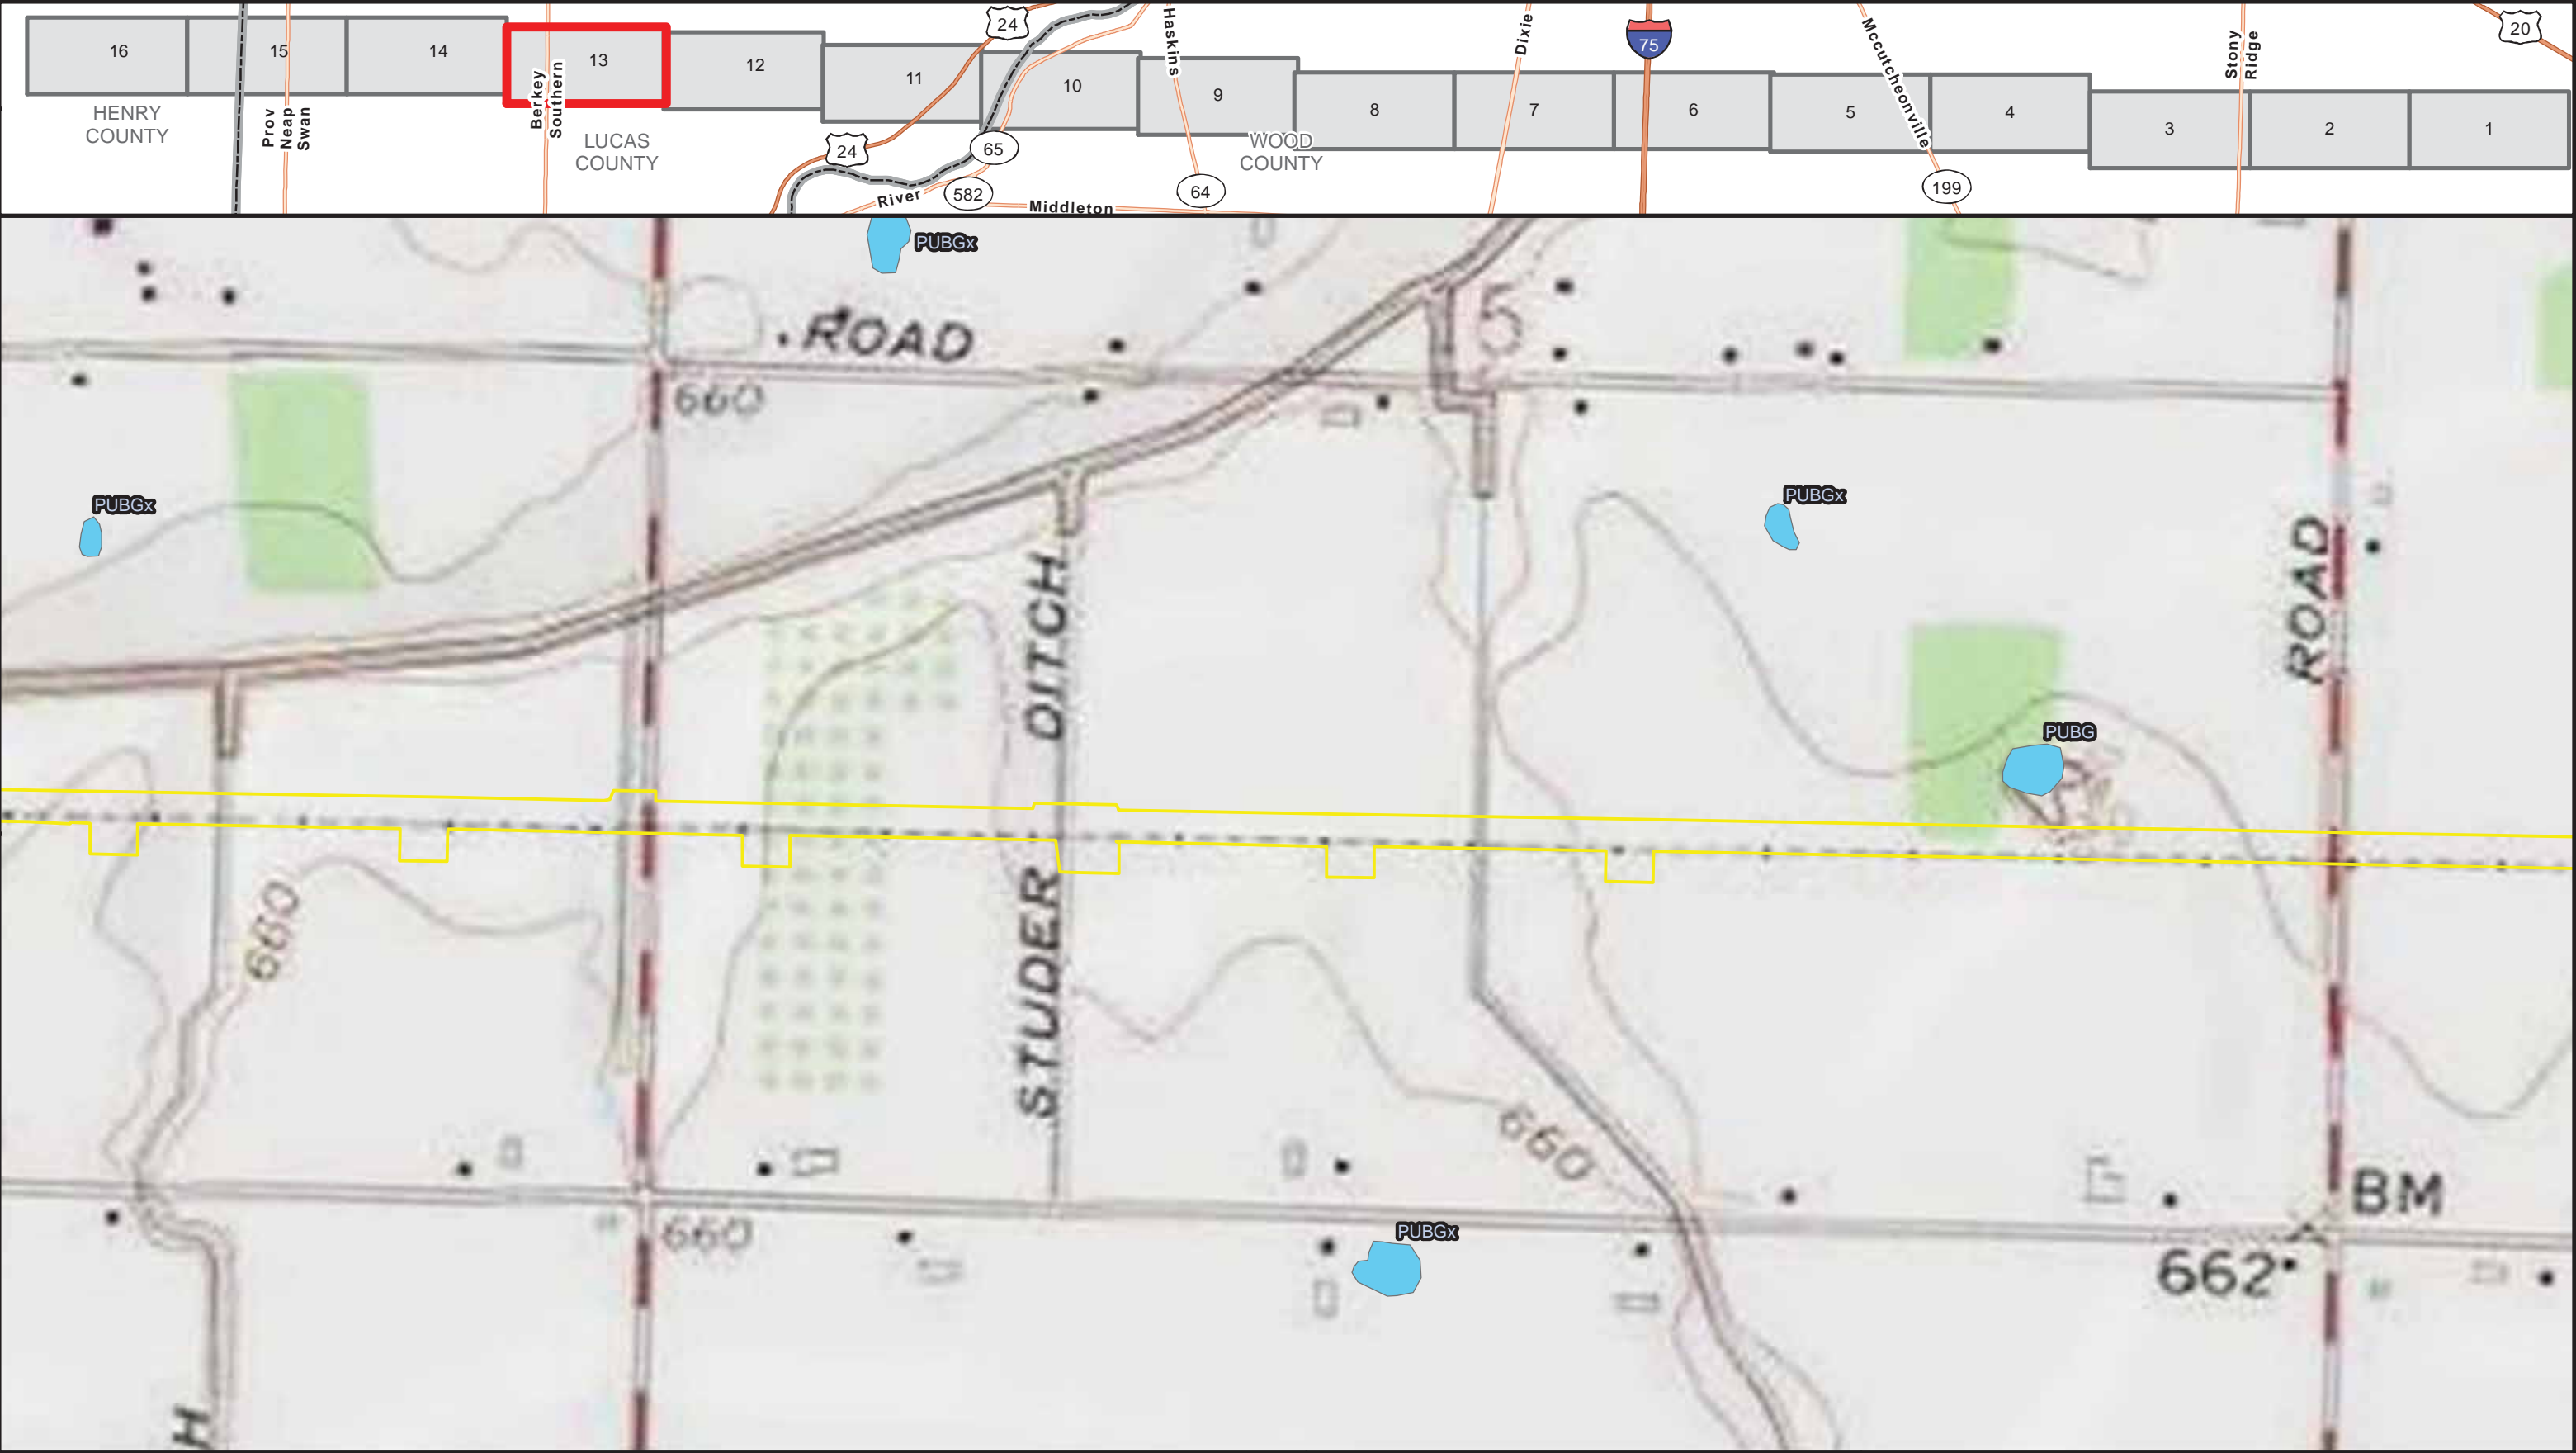 16
15
14
13
12
11
10
9
8
7
6
5
4
3
2
1
HENRY
COUNTY
Prov
Neap
Swan
Berkey
Southern
LUCAS
COUNTY
24
24
65
River
582
Middleton
Haskins
64
WOOD
COUNTY
Dixie
75
Mccutcheonville
199
Stony
Ridge
20
PUBGx
ROAD
5
660
PUBGx
PUBGx
DITCH
ROAD
PUBG
660
STUDER
660
BM
660
PUBGx
662
H